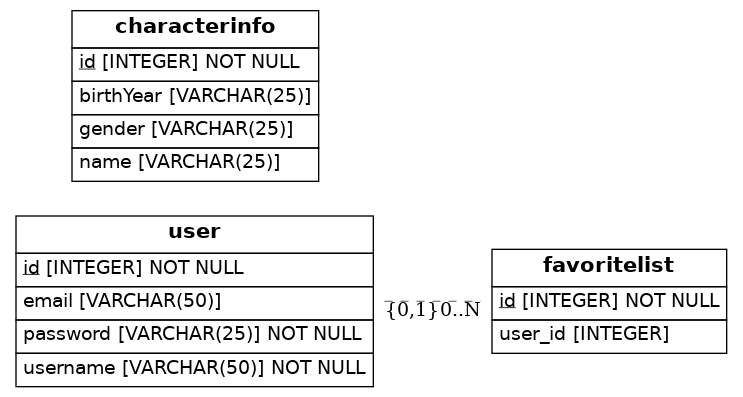 characterinfo
id [INTEGER] NOT NULL
birthYear [VARCHAR(25)]
gender [VARCHAR(25)]
name [VARCHAR(25)]
user
id [INTEGER] NOT NULL
email [VARCHAR(50)]
password [VARCHAR(25)] NOT NULL
username [VARCHAR(50)] NOT NULL
{0,1}0..N
favoritelist
id [INTEGER] NOT NULL
user_id [INTEGER]